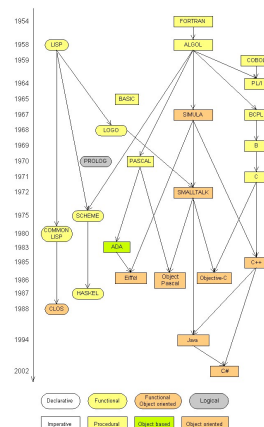 1954
FORTRAN
1958
LISP
ALGOL
1959
COBOL
1964
PL/I
1965
BASIC
1967
SIMULA
BCPL
1968
LOGO
1969
B
1970
PROLOG
PASCAL
1971
C
1972
SMALLTALK
1975
SCHEME
1980
COMMON
LISP
1983
ADA
1985
C++
1986
Eiffel
Object
Pascal
Objective-C
1987
HASKEL
1988
CLOS
1994
Java
2002
C#
Declarative
Functional
Functional
Object oriented
Logical
Imperative
Procedural
Object based
Object oriented